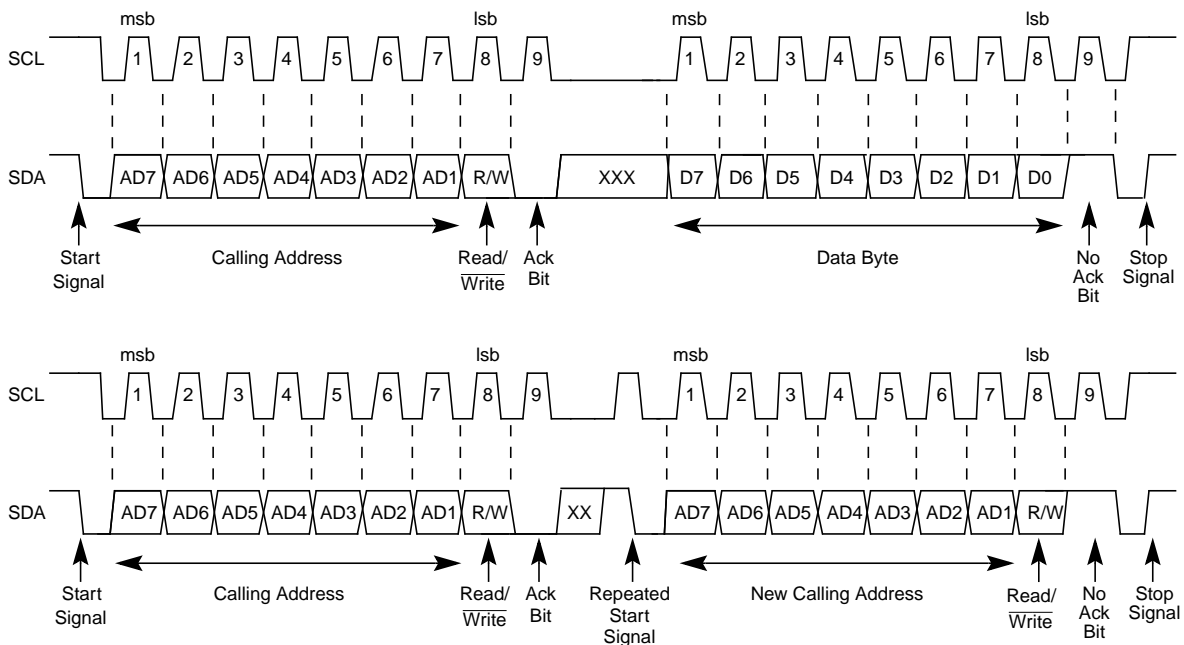 msb lsb msb lsb
SCL 1 2 3 4 5 6 7 8 9 1 2 3 4 5 6 7 8 9
SDA AD7 AD6 AD5 AD4 AD3 AD2 AD1 R/W XXX D7 D6 D5 D4 D3 D2 D1 D0
Start Calling Address Read/ Ack Data Byte No Stop
Signal Write Bit Ack Signal
Bit
msb lsb msb lsb
SCL 1 2 3 4 5 6 7 8 9 1 2 3 4 5 6 7 8 9
SDA AD7 AD6 AD5 AD4 AD3 AD2 AD1 R/W XX AD7 AD6 AD5 AD4 AD3 AD2 AD1 R/W
Start Calling Address Read/ Ack Repeated New Calling Address Read/ No Stop
Signal Write Bit Start Write Ack Signal
Signal Bit